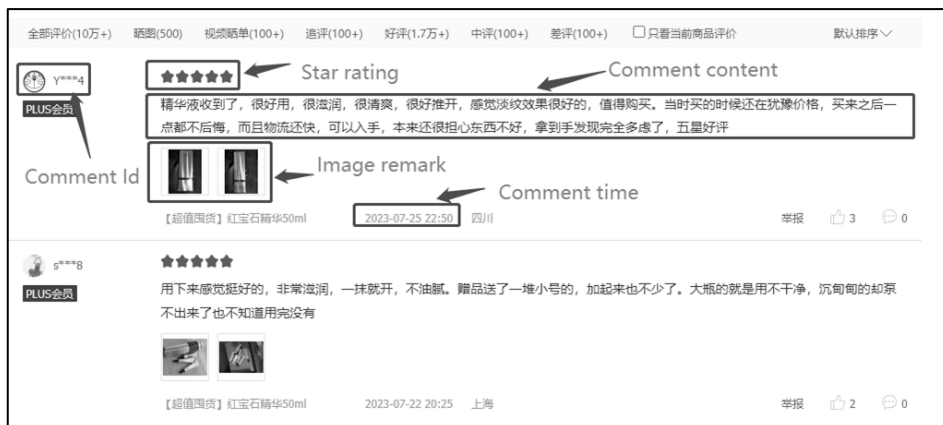 全部评价(10万+) 晒图(500) 视频晒单(100+) 追评(100+) 好评(1.7万+) 中评(100+) 差评(100+) 只看当前商品评价 默认排序
Y***4
Star rating
Comment content
PLUS会员
精华液收到了，很好用，很滋润，很清爽，很好推开，感觉淡纹效果很好的，值得购买。当时买的时候还在犹豫价格，买来之后一
点都不后悔，而且物流还快，可以入手，本来还很担心东西不好，拿到手发现完全多虑了，五星好评
Comment Id
Image remark
Comment time
【超值囤货】红宝石精华50ml 2023-07-25 22:50 四川 举报 3 0
s***8
PLUS会员
用下来感觉挺好的，非常滋润，一抹就开，不油腻。赠品送了一堆小号的，加起来也不少了。大瓶的就是用不干净，沉甸甸的却泵
不出来了也不知道用完没有
【超值囤货】红宝石精华50ml 2023-07-22 20:25 上海 举报 2 0